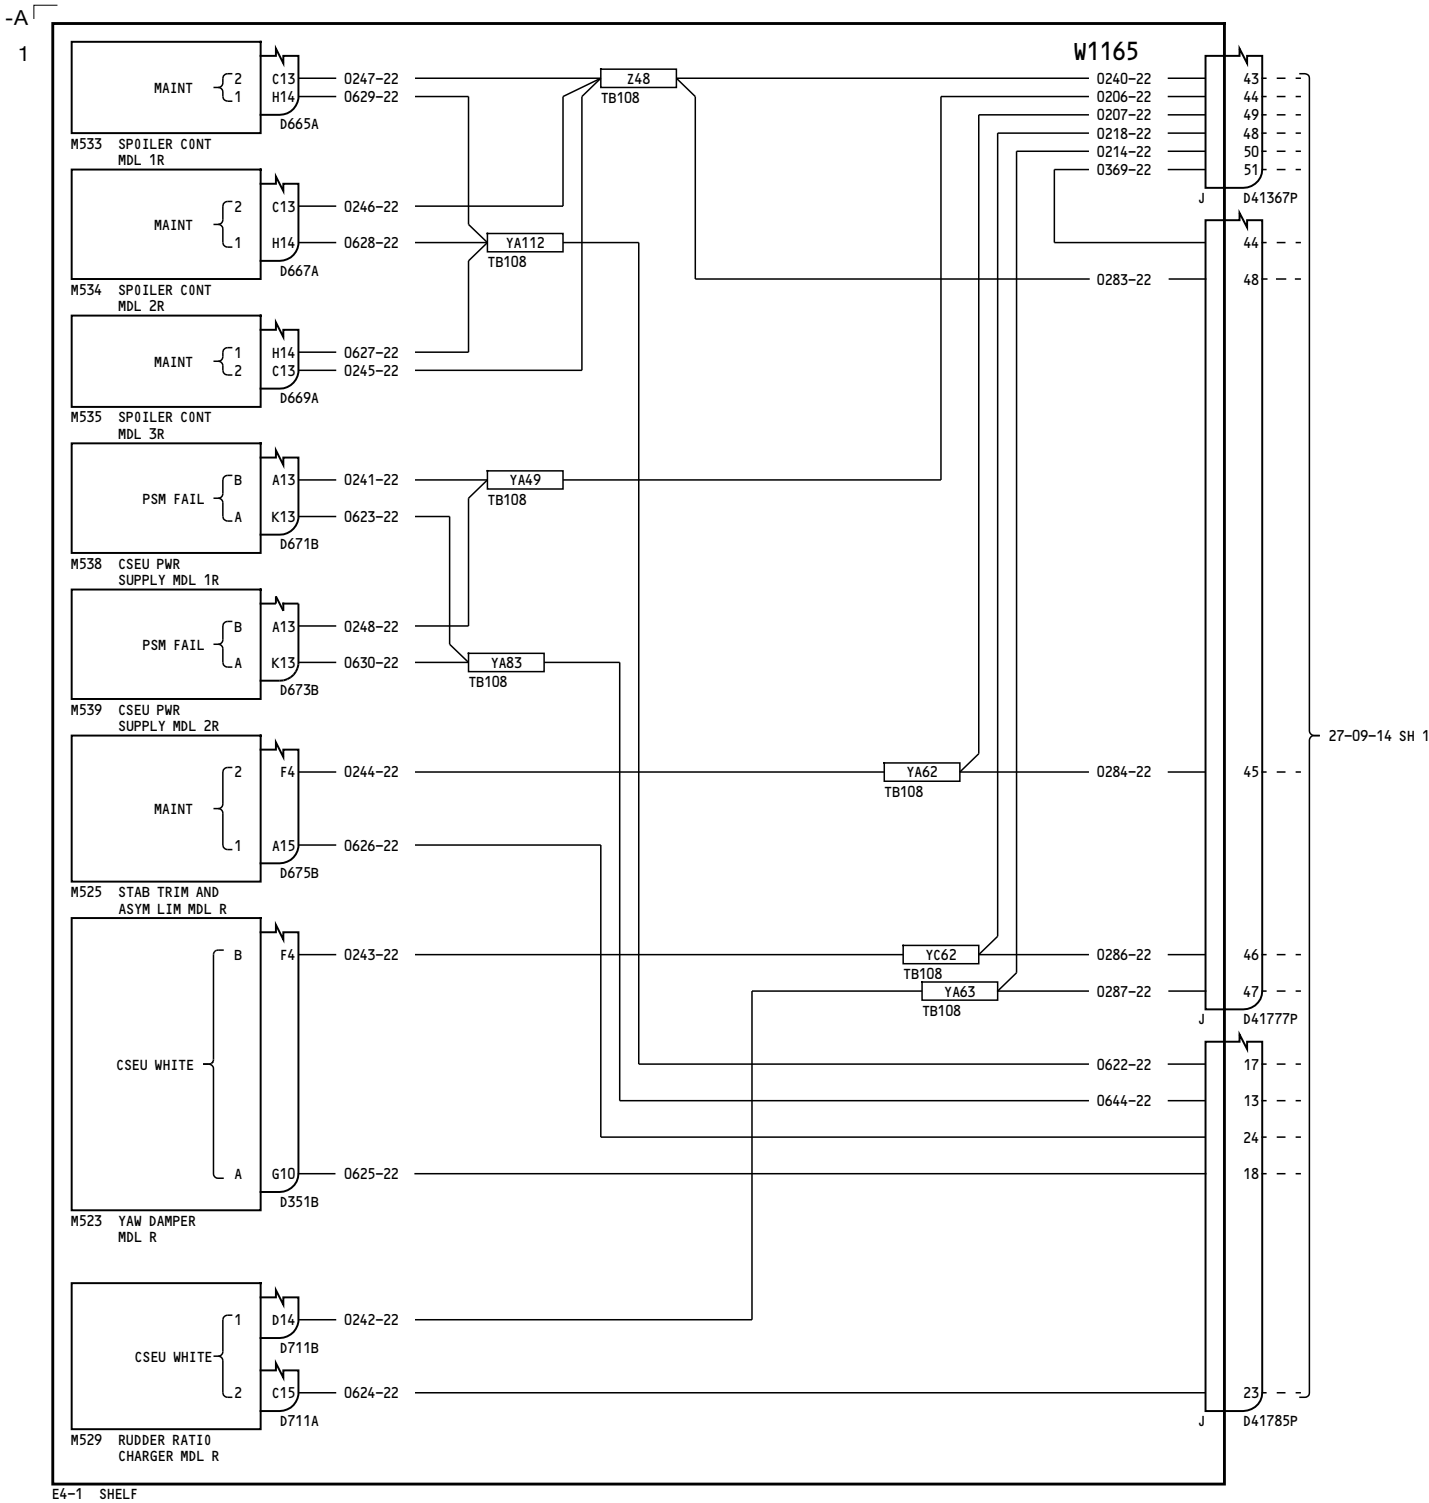 -A
1
W1165
MAINT 2 C13 0247-22 Z48 0240-22 43
1 H14 0629-22 TB108 0206-22 44
D665A 0207-22 49
M533 SPOILER CONT 0218-22 48
MDL 1R 0214-22 50
0369-22 51
J D41367P
MAINT 2 C13 0246-22
1 H14 0628-22 YA112 44
D667A TB108
M534 SPOILER CONT 0283-22 48
MDL 2R
MAINT 1 H14 0627-22
2 C13 0245-22
D669A
M535 SPOILER CONT
MDL 3R
PSM FAIL B A13 0241-22 YA49
TB108
A K13 0623-22
D671B
M538 CSEU PWR
SUPPLY MDL 1R
PSM FAIL B A13 0248-22
A K13 0630-22 YA83
TB108
D673B
M539 CSEU PWR
SUPPLY MDL 2R
27-09-14 SH 1
MAINT 2 F4 0244-22 YA62 0284-22 45
TB108
1 A15 0626-22
D675B
M525 STAB TRIM AND
ASYM LIM MDL R
CSEU WHITE B F4 0243-22 YC62 0286-22 46
TB108
YA63 0287-22 47
TB108
J D41777P
0622-22 17
0644-22 13
24
A G10 0625-22 18
D351B
M523 YAW DAMPER
MDL R
CSEU WHITE 1 D14 0242-22
D711B
2 C15 0624-22 23
D711A
J D41785P
M529 RUDDER RATIO
CHARGER MDL R
E4-1 SHELF